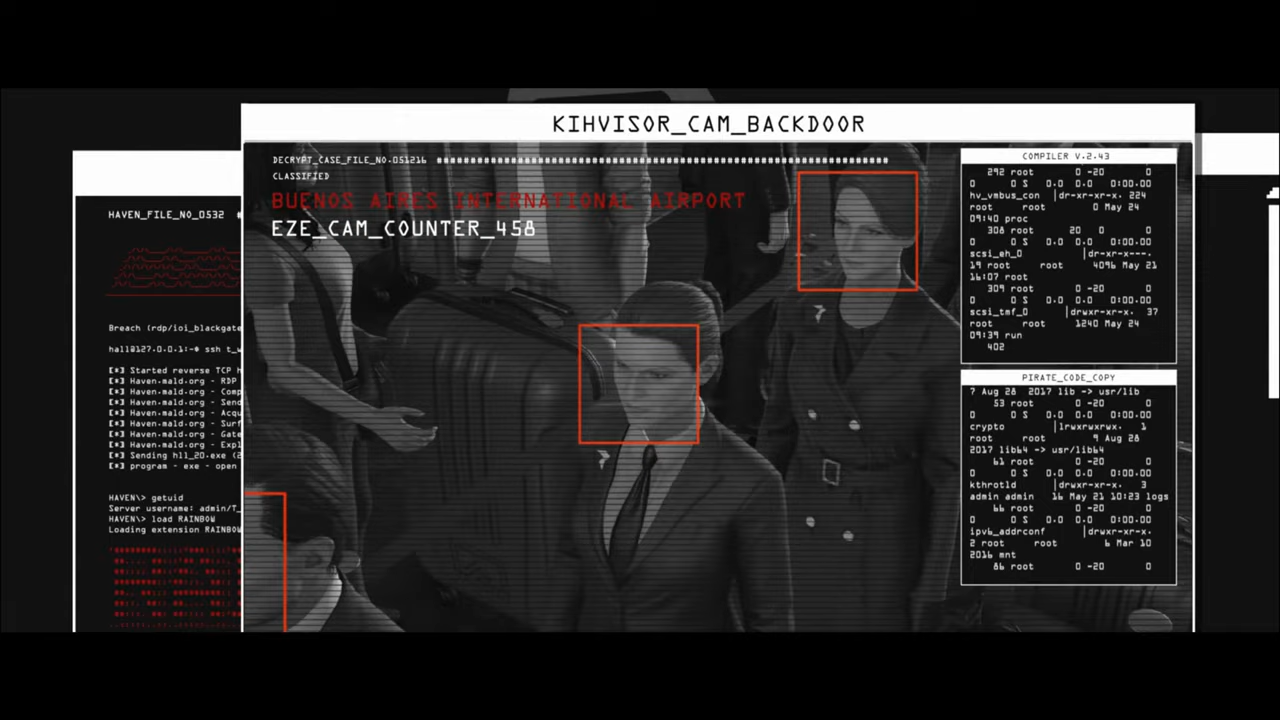 KIHVISOR_CAM_BACKDOOR
DECRYPT_CASE_FILE_NO.051216
CLASSIFIED
BUENOS AIRES INTERNATIONAL AIRPORT
EZE_CAM_COUNTER_458
HAVEN_FILE_NO_0532
Breach (rdp/ioi_blackgate
hall@127.0.0.1:~# ssh t_w
[*] Started reverse TCP h
[*] Haven.mald.org - RDP
[*] Haven.mald.org - Comp
[*] Haven.mald.org - Send
[*] Haven.mald.org - Acqu
[*] Haven.mald.org - Surf
[*] Haven.mald.org - Gate
[*] Haven.mald.org - Expl
[*] Sending hll_20.exe (2
[*] program - exe - open
HAVEN\> getuid
Server username: admin/T_
HAVEN\> load RAINBOW
Loading extension RAINBOW
COMPILER V.2.43
292 root 0 -20 0
0 0 S 0.0 0.0 0:00.00
hv_vmbus_con |dr-xr-xr-x. 224
root root 0 May 24
09:40 proc
308 root 20 0 0
0 0 S 0.0 0.0 0:00.00
scsi_eh_0 |dr-xr-x---.
19 root root 4096 May 21
16:07 root
309 root 0 -20 0
0 0 S 0.0 0.0 0:00.00
scsi_tmf_0 |drwxr-xr-x. 37
root root 1240 May 24
09:39 run
402
PIRATE_CODE_COPY
7 Aug 28 2017 lib -> usr/lib
53 root 0 -20 0
0 0 S 0.0 0.0 0:00.00
crypto |lrwxrwxrwx. 1
root root 9 Aug 28
2017 lib64 -> usr/lib64
61 root 0 -20 0
0 0 S 0.0 0.0 0:00.00
kthrotld |drwxr-xr-x. 3
admin admin 16 May 21 10:23 logs
66 root 0 -20 0
0 0 S 0.0 0.0 0:00.00
ipv6_addrconf |drwxr-xr-x.
2 root root 6 Mar 10
2016 mnt
86 root 0 -20 0